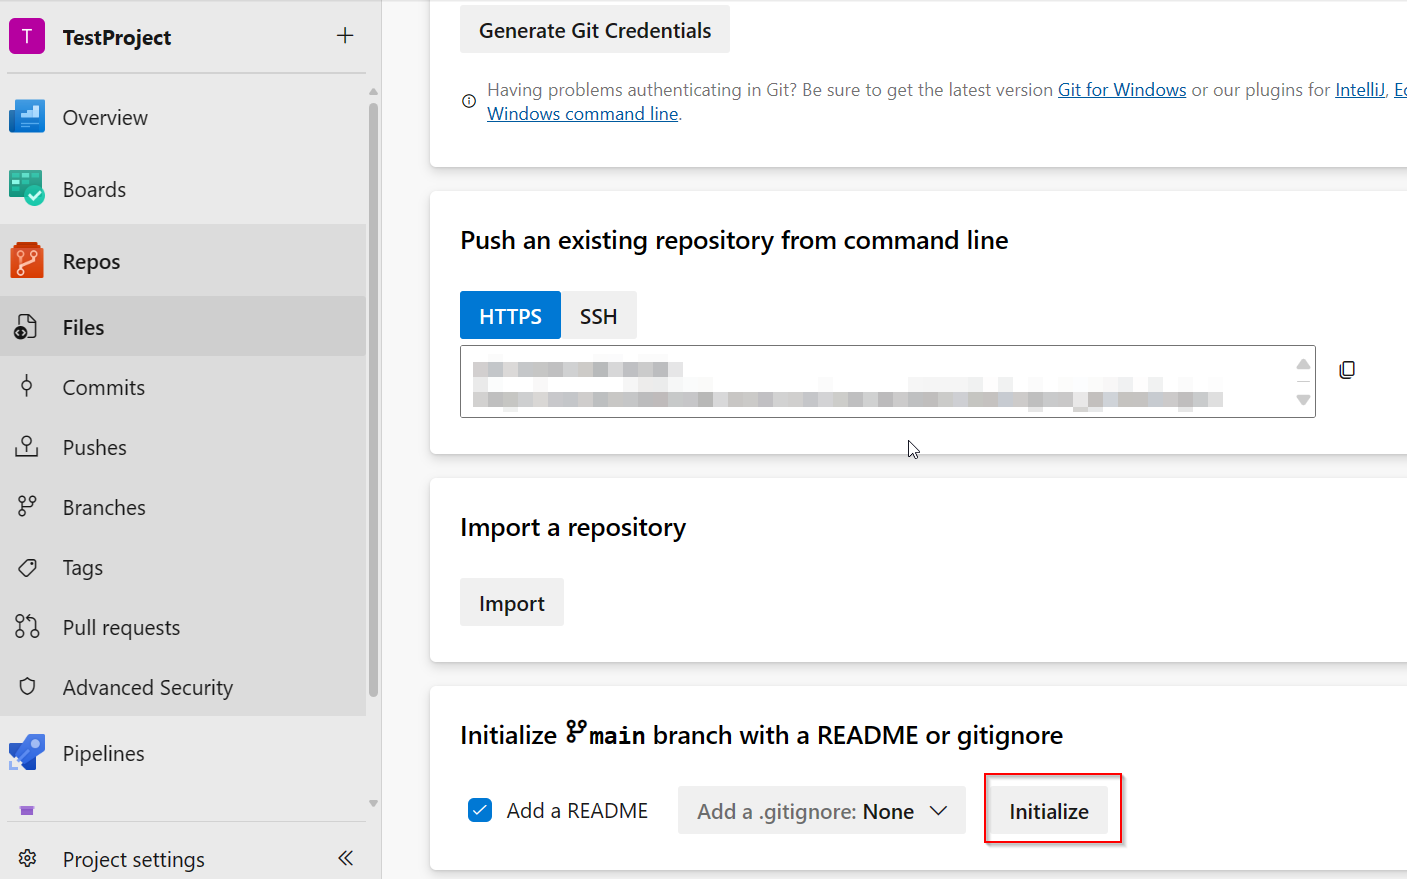 T TestProject +
Overview
Boards
Repos
Files
Commits
Pushes
Branches
Tags
Pull requests
Advanced Security
Pipelines
Project settings
Generate Git Credentials
Having problems authenticating in Git? Be sure to get the latest version Git for Windows or our plugins for IntelliJ,
Windows command line.
Push an existing repository from command line
HTTPS SSH
Import a repository
Import
Initialize main branch with a README or gitignore
Add a README Add a .gitignore: None Initialize